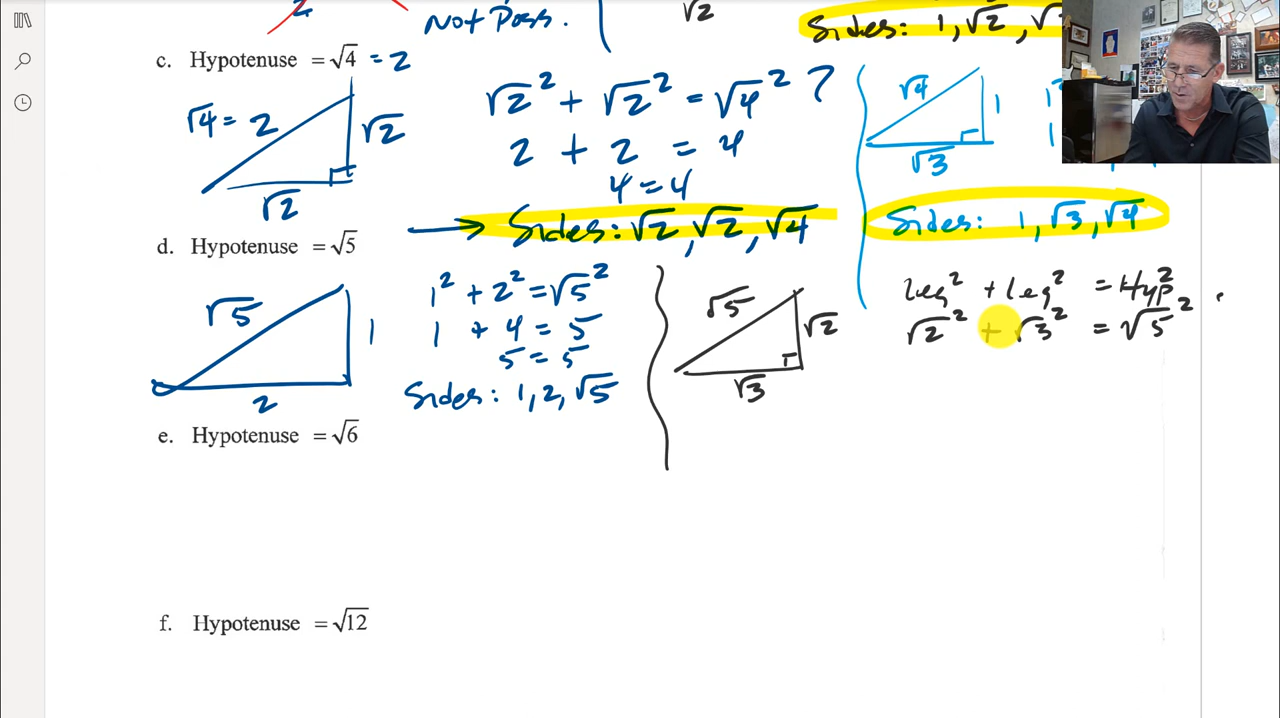 Not Poss.
√2
Sides: 1, √2, √
c. Hypotenuse = √4 = 2
√4 = 2
√2
√2
√2² + √2² = √4² ?
2 + 2 = 4
4 = 4
→ Sides: √2, √2, √4
√4
1
√3
Sides: 1, √3, √4
d. Hypotenuse = √5
√5
1
2
1² + 2² = √5²
1 + 4 = 5
5 = 5
Sides: 1, 2, √5
√5
√2
√3
Leg² + Leg² = Hyp²
√2² + √3² = √5²
e. Hypotenuse = √6
f. Hypotenuse = √12